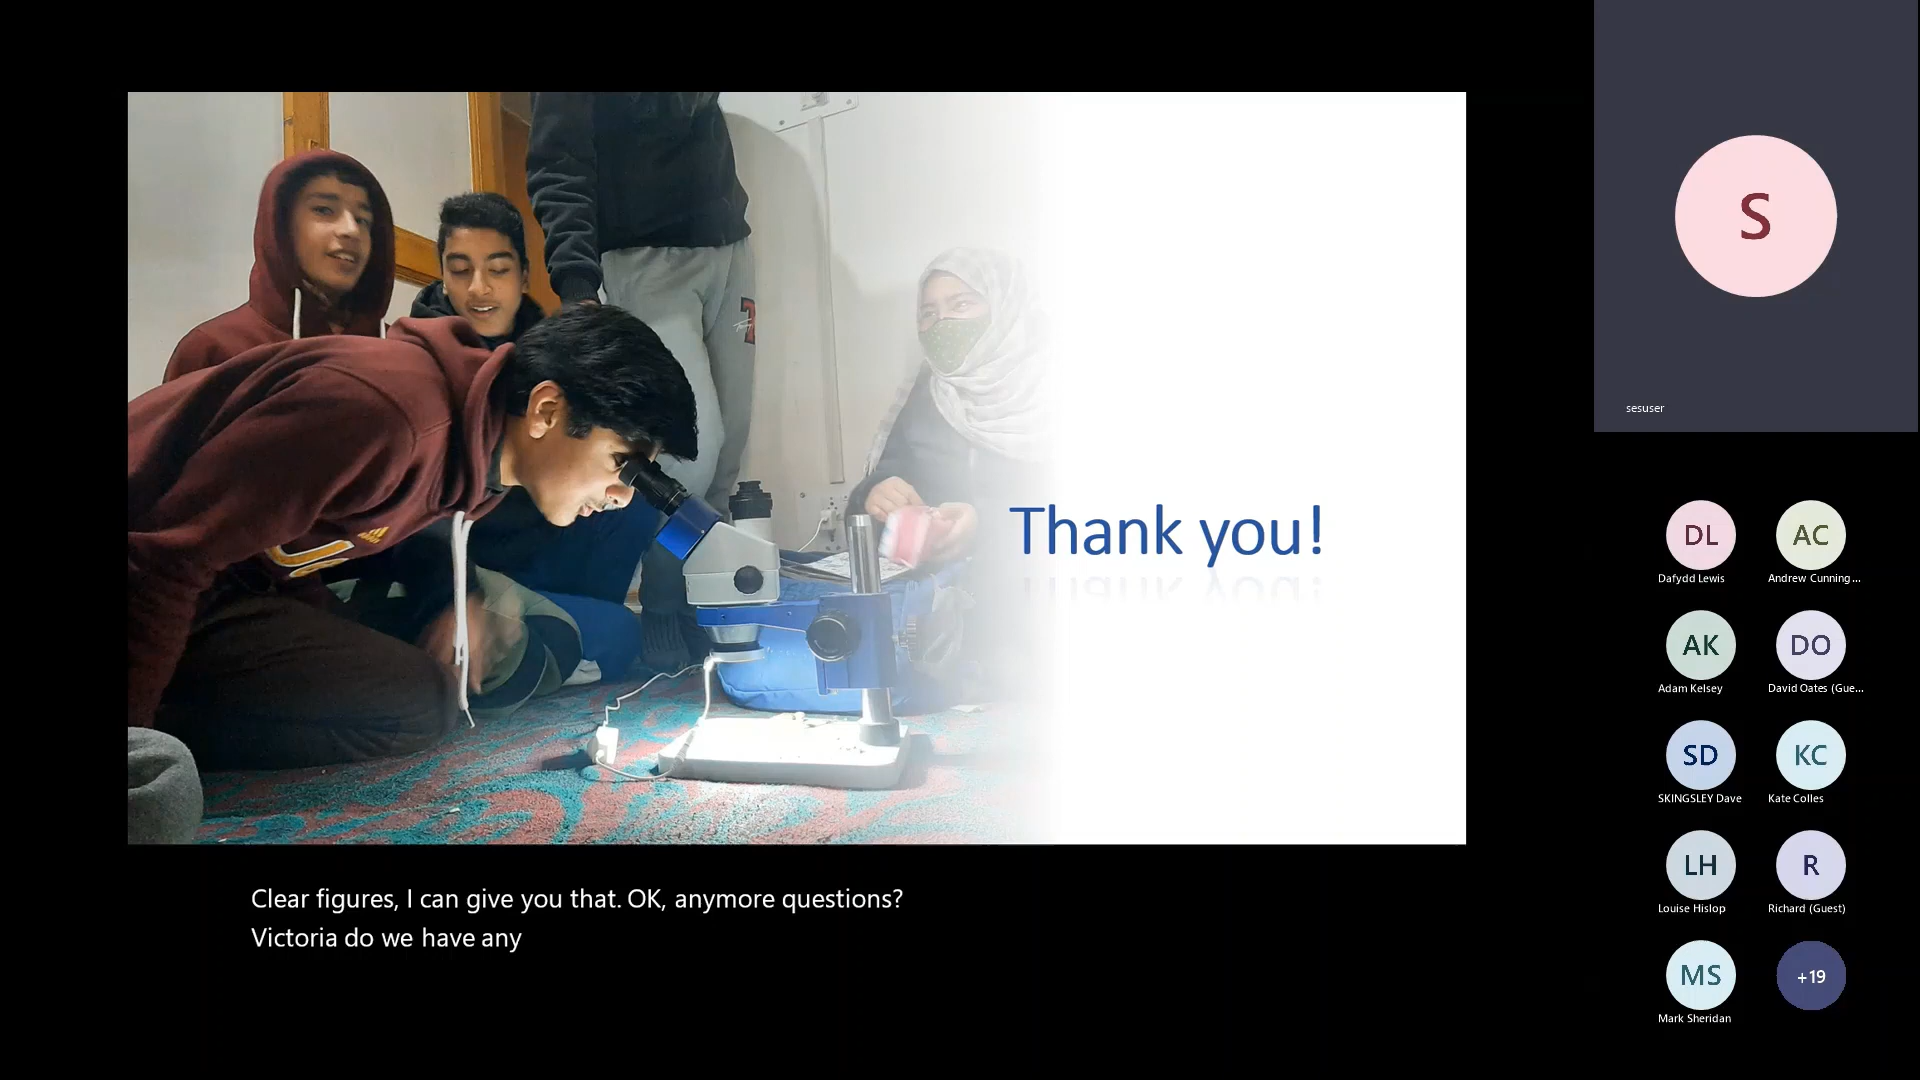 Thank you!
Clear figures, I can give you that. OK, anymore questions?
Victoria do we have any
S
sesuser
DL
AC
Dafydd Lewis
Andrew Cunning...
AK
DO
Adam Kelsey
David Oates (Gue...
SD
KC
SKINGSLEY Dave
Kate Colles
LH
R
Louise Hislop
Richard (Guest)
MS
+19
Mark Sheridan